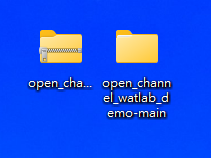 open_cha...
open_chann
el_watlab_d
emo-main